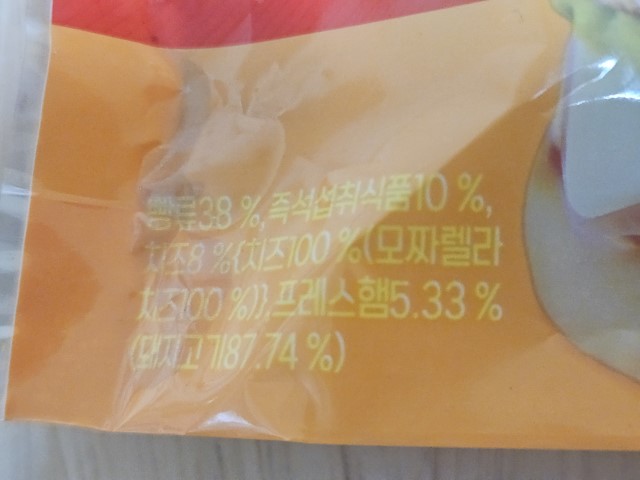 빵류38 %, 즉석섭취식품10 %,
치즈8 %{치즈100 %(모짜렐라
치즈100 %)},프레스햄5.33 %
(돼지고기87.74 %)